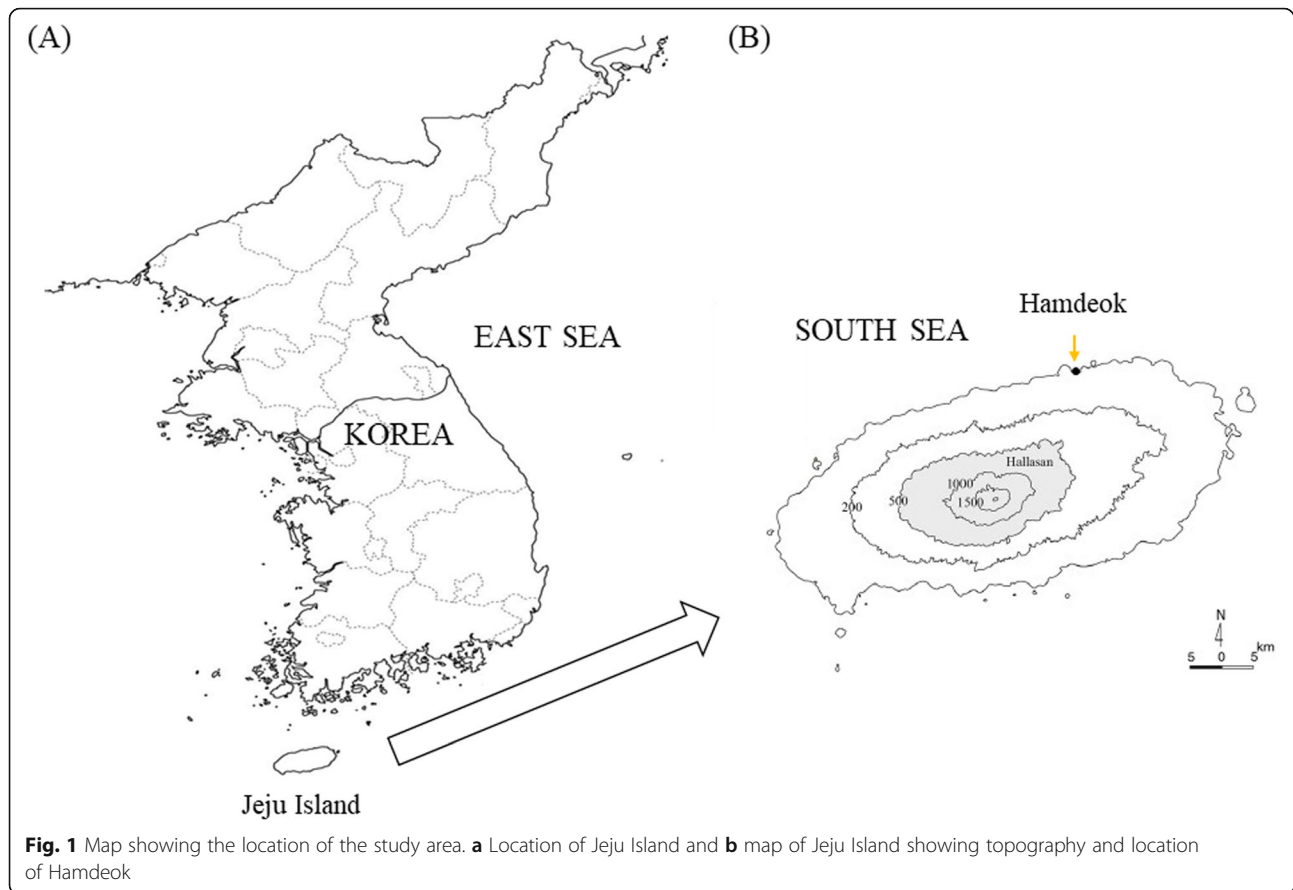 (A)
(B)
EAST SEA
KOREA
Jeju Island
SOUTH SEA
Hamdeok
Hallasan
1000
500
1500
200
N
5 0 5 km
Fig. 1 Map showing the location of the study area. a Location of Jeju Island and b map of Jeju Island showing topography and location
of Hamdeok